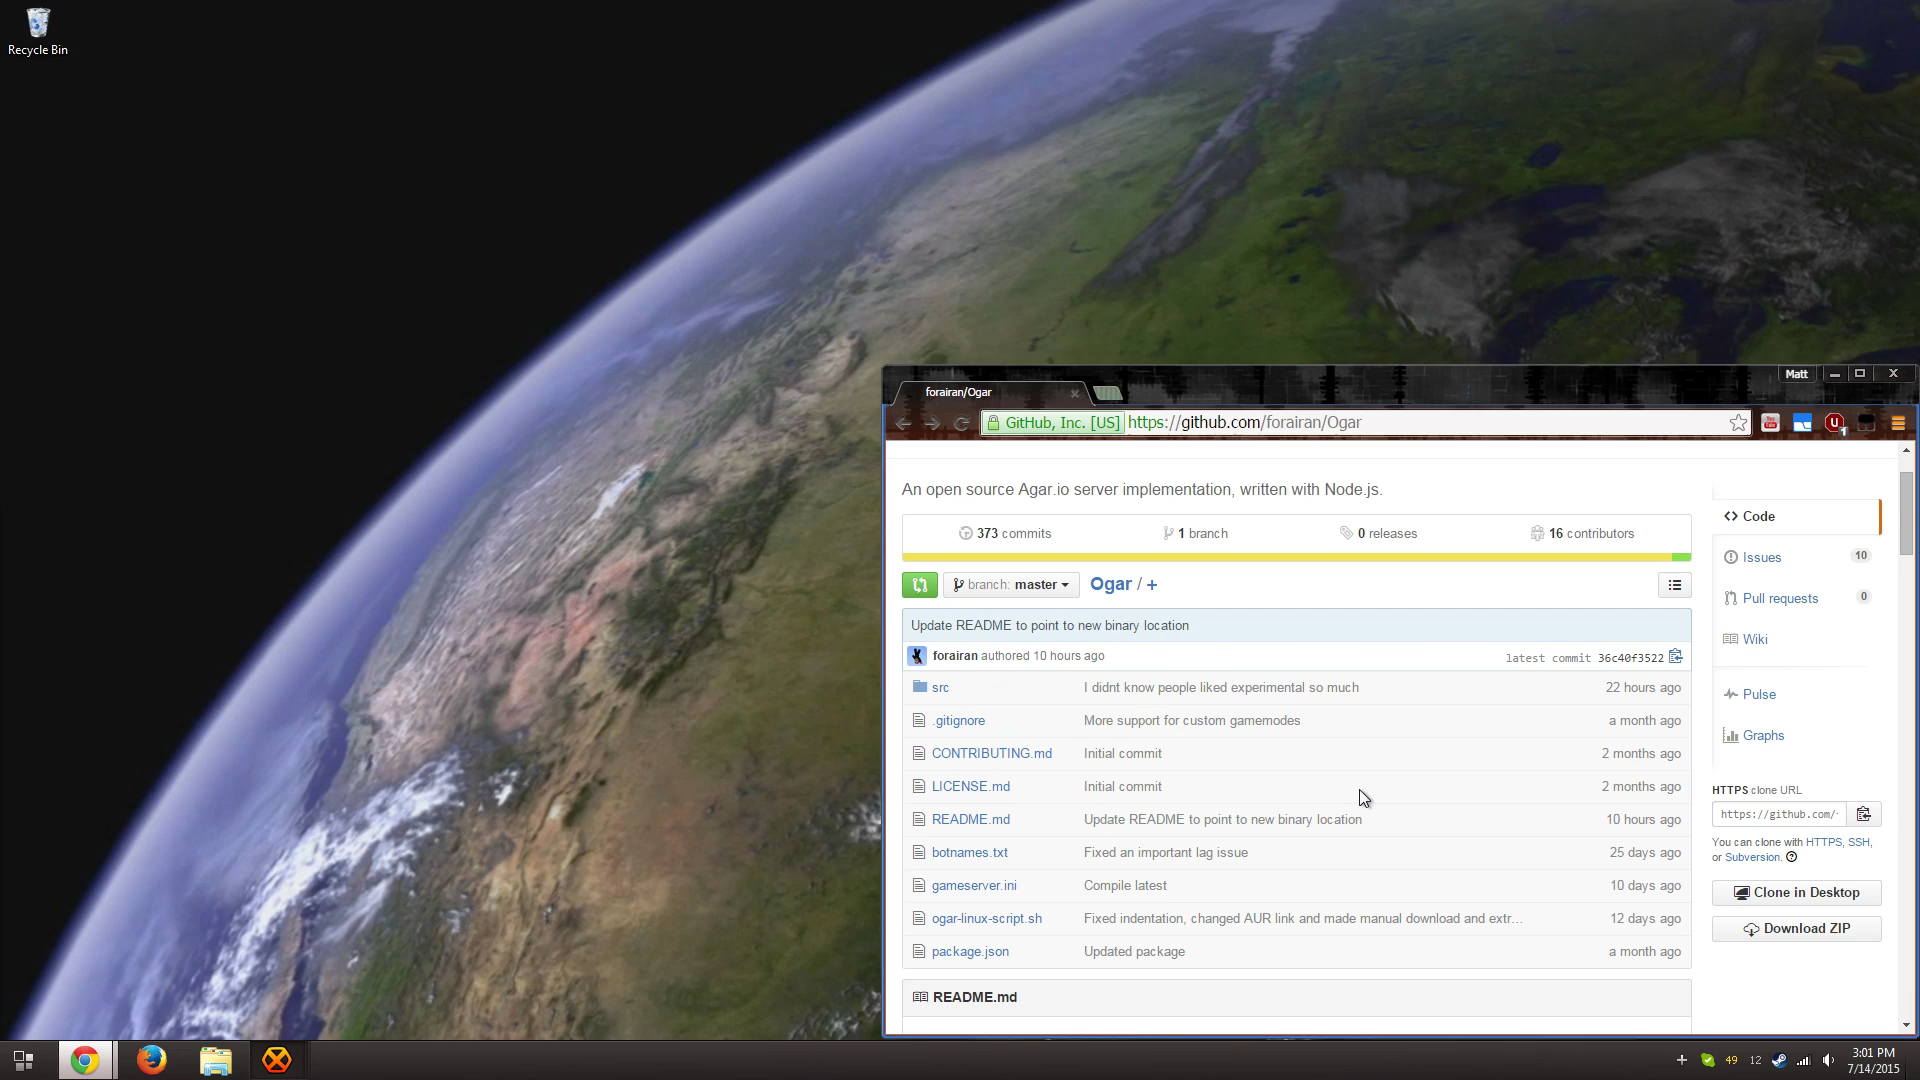 Recycle Bin
forairan/Ogar
Matt
GitHub, Inc. [US] https://github.com/forairan/Ogar
An open source Agar.io server implementation, written with Node.js.
373 commits 1 branch 0 releases 16 contributors
branch: master Ogar / +
Update README to point to new binary location
forairan authored 10 hours ago latest commit 36c40f3522
src I didnt know people liked experimental so much 22 hours ago
.gitignore More support for custom gamemodes a month ago
CONTRIBUTING.md Initial commit 2 months ago
LICENSE.md Initial commit 2 months ago
README.md Update README to point to new binary location 10 hours ago
botnames.txt Fixed an important lag issue 25 days ago
gameserver.ini Compile latest 10 days ago
ogar-linux-script.sh Fixed indentation, changed AUR link and made manual download and extr... 12 days ago
package.json Updated package a month ago
README.md
Code
Issues 10
Pull requests 0
Wiki
Pulse
Graphs
HTTPS clone URL
https://github.com/
You can clone with HTTPS, SSH,
or Subversion.
Clone in Desktop
Download ZIP
49 12
3:01 PM
7/14/2015